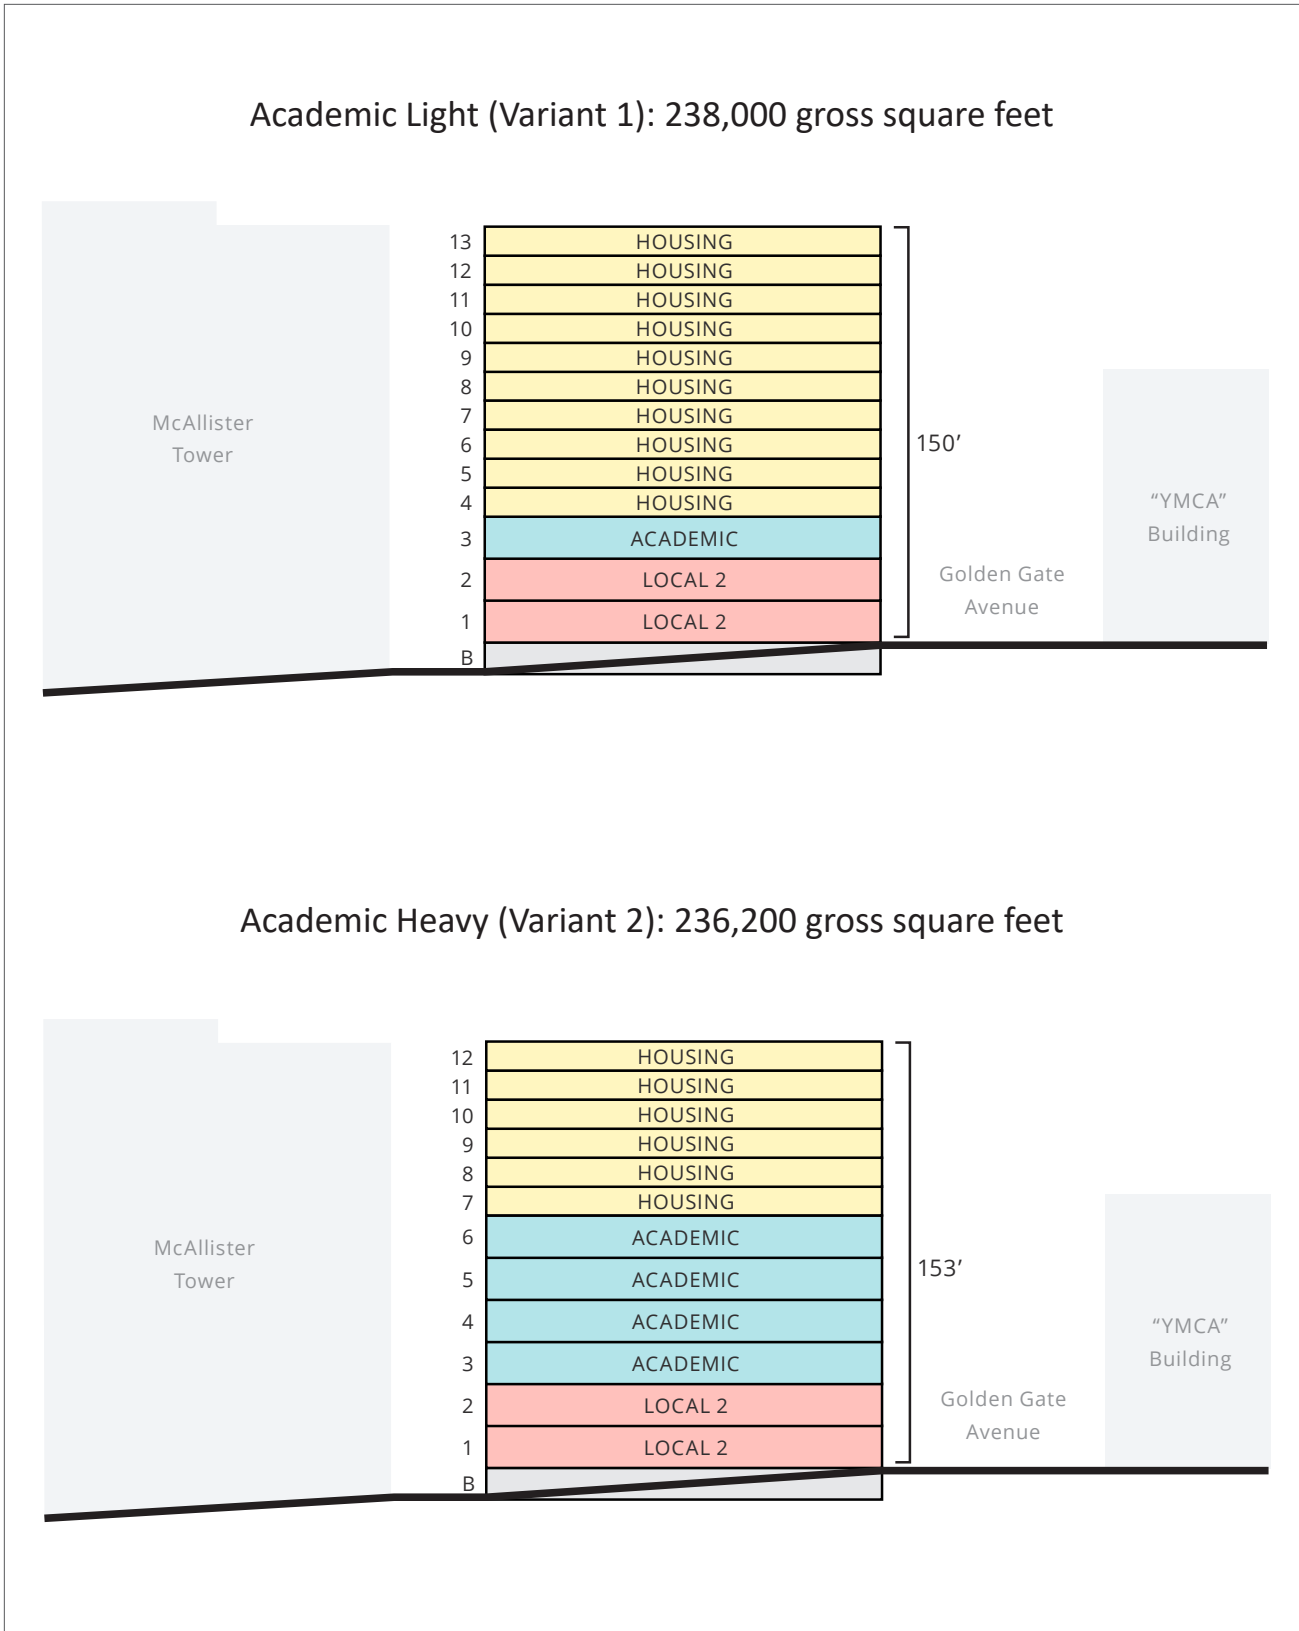 Academic Light (Variant 1): 238,000 gross square feet
13 HOUSING
12 HOUSING
11 HOUSING
10 HOUSING
9 HOUSING
8 HOUSING
7 HOUSING
6 HOUSING
5 HOUSING
4 HOUSING
3 ACADEMIC
2 LOCAL 2
1 LOCAL 2
B
McAllister
Tower
150’
“YMCA”
Building
Golden Gate
Avenue
Academic Heavy (Variant 2): 236,200 gross square feet
12 HOUSING
11 HOUSING
10 HOUSING
9 HOUSING
8 HOUSING
7 HOUSING
6 ACADEMIC
5 ACADEMIC
4 ACADEMIC
3 ACADEMIC
2 LOCAL 2
1 LOCAL 2
B
McAllister
Tower
153’
“YMCA”
Building
Golden Gate
Avenue